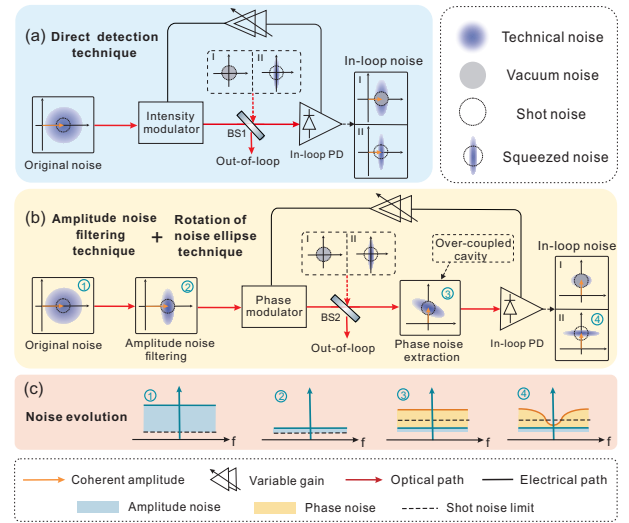 (a) Direct detection
technique
I
II
In-loop noise
Intensity
modulator
BS1
I
II
Original noise
Out-of-loop
In-loop PD
Technical noise
Vacuum noise
Shot noise
Squeezed noise
(b)
Amplitude noise
filtering
technique
+
Rotation of
noise ellipse
technique
I
II
Over-coupled
cavity
In-loop noise
①
②
Phase
modulator
BS2
③
I
II
④
Original noise
Amplitude noise
filtering
Out-of-loop
Phase noise
extraction
In-loop PD
(c)
Noise evolution
①
f
②
f
③
f
④
f
Coherent amplitude
Variable gain
Optical path
Electrical path
Amplitude noise
Phase noise
Shot noise limit